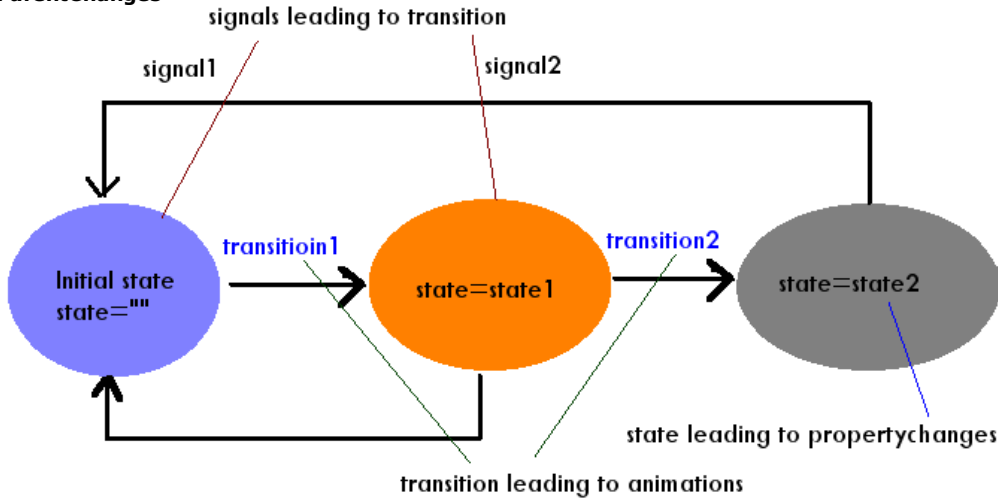 signals leading to transition
signal1
signal2
transitioin1
transition2
Initial state
state=""
state=state1
state=state2
state leading to propertychanges
transition leading to animations